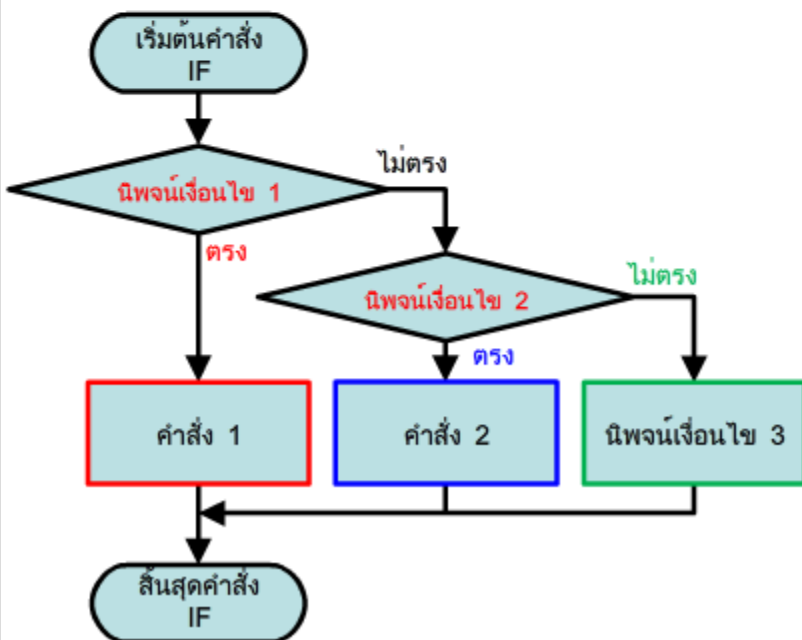 เริ่มต้นคำสั่ง
IF
นิพจน์เงื่อนไข 1
ไม่ตรง
ตรง
นิพจน์เงื่อนไข 2
ไม่ตรง
ตรง
คำสั่ง 1
คำสั่ง 2
นิพจน์เงื่อนไข 3
สิ้นสุดคำสั่ง
IF